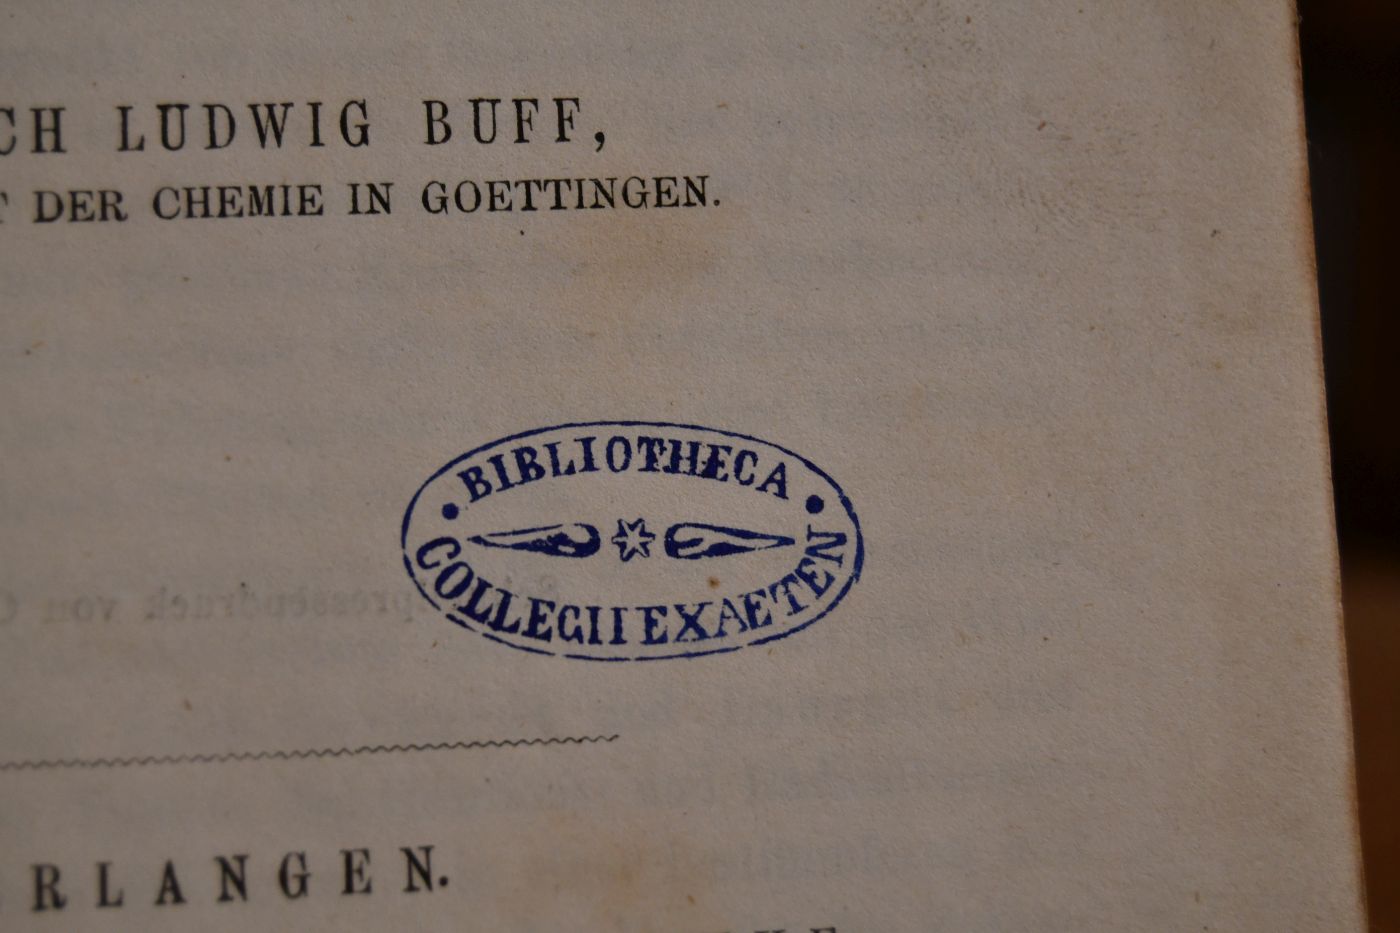 CH LUDWIG BUFF,
DER CHEMIE IN GOETTINGEN.
BIBLIOTHECA
COLLEGII EXAETEN
RLANGEN.